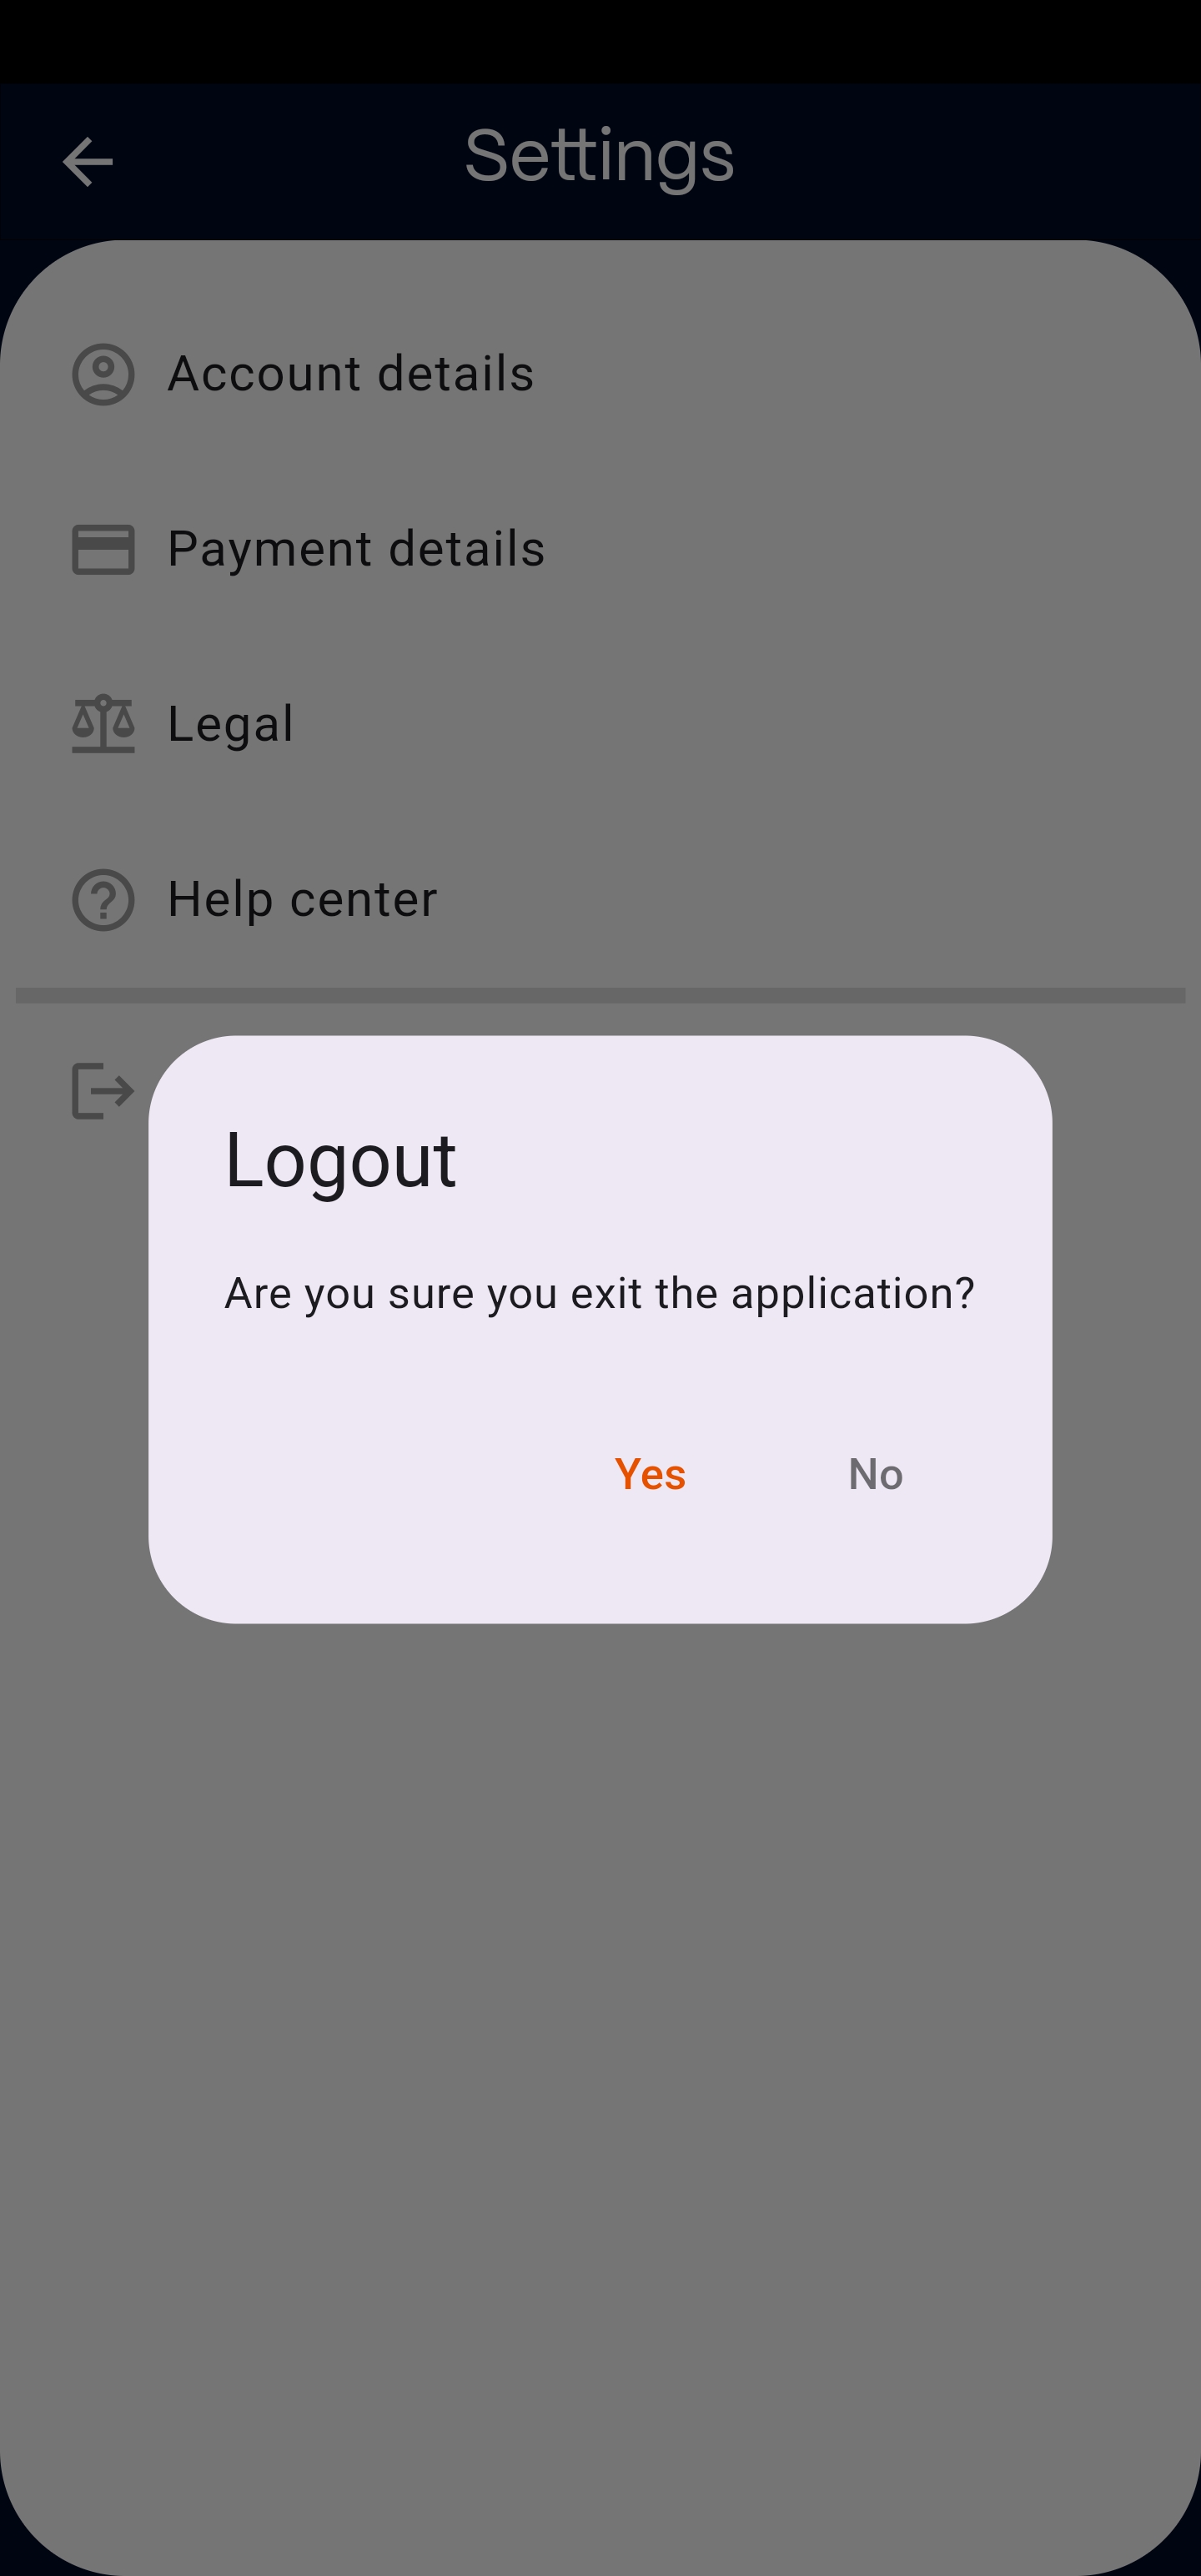 Settings
Account details
Payment details
Legal
Help center
Logout
Are you sure you exit the application?
Yes No